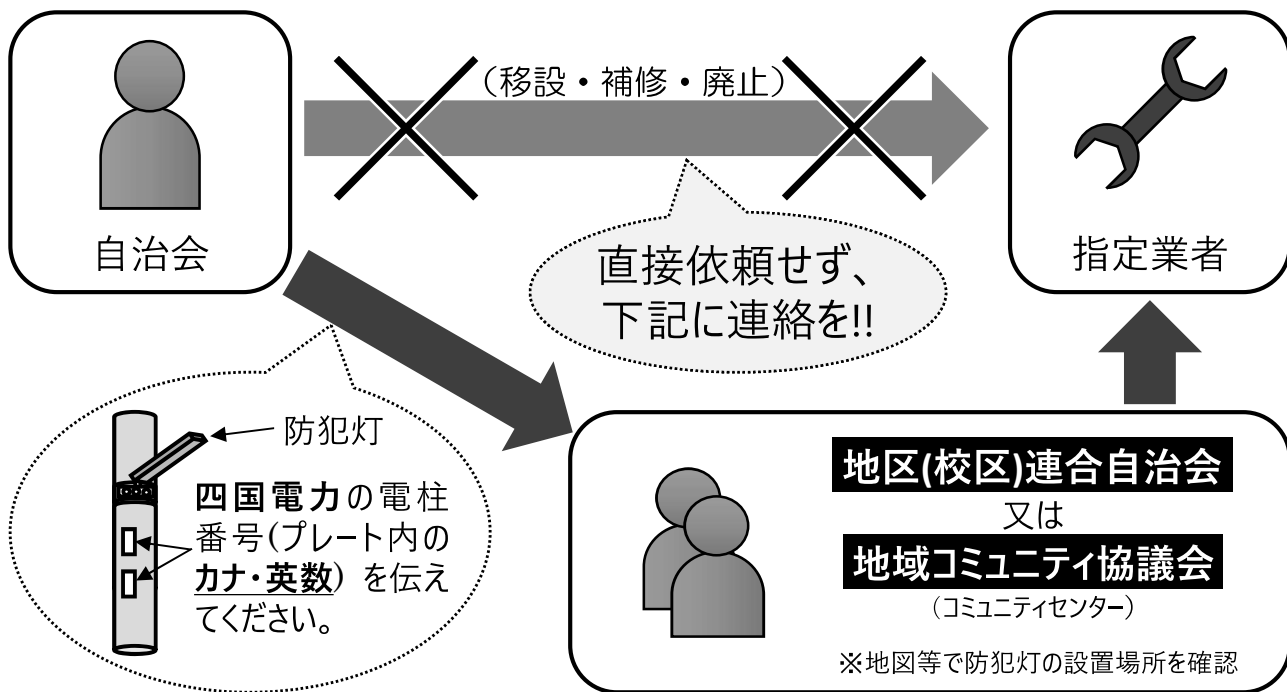 (移設・補修・廃止)
自治会
指定業者
直接依頼せず、
下記に連絡を!!
防犯灯
四国電力の電柱
番号(プレート内の
カナ・英数) を伝え
てください。
地区(校区)連合自治会
又は
地域コミュニティ協議会
(コミュニティセンター)
※地図等で防犯灯の設置場所を確認